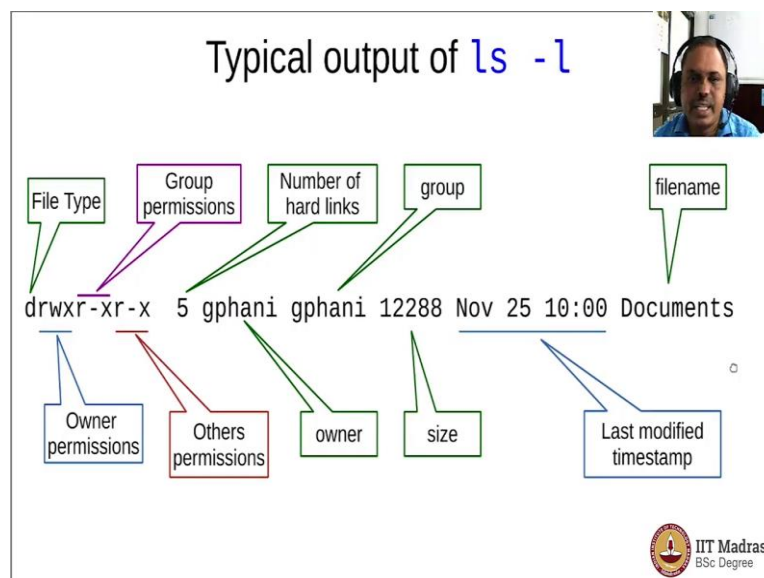 Typical output of ls -l
File Type
Group
permissions
Number of
hard links
group
filename
drwxr-xr-x 5 gphani gphani 12288 Nov 25 10:00 Documents
Owner
permissions
Others
permissions
owner
size
Last modified
timestamp
IIT Madras
BSc Degree